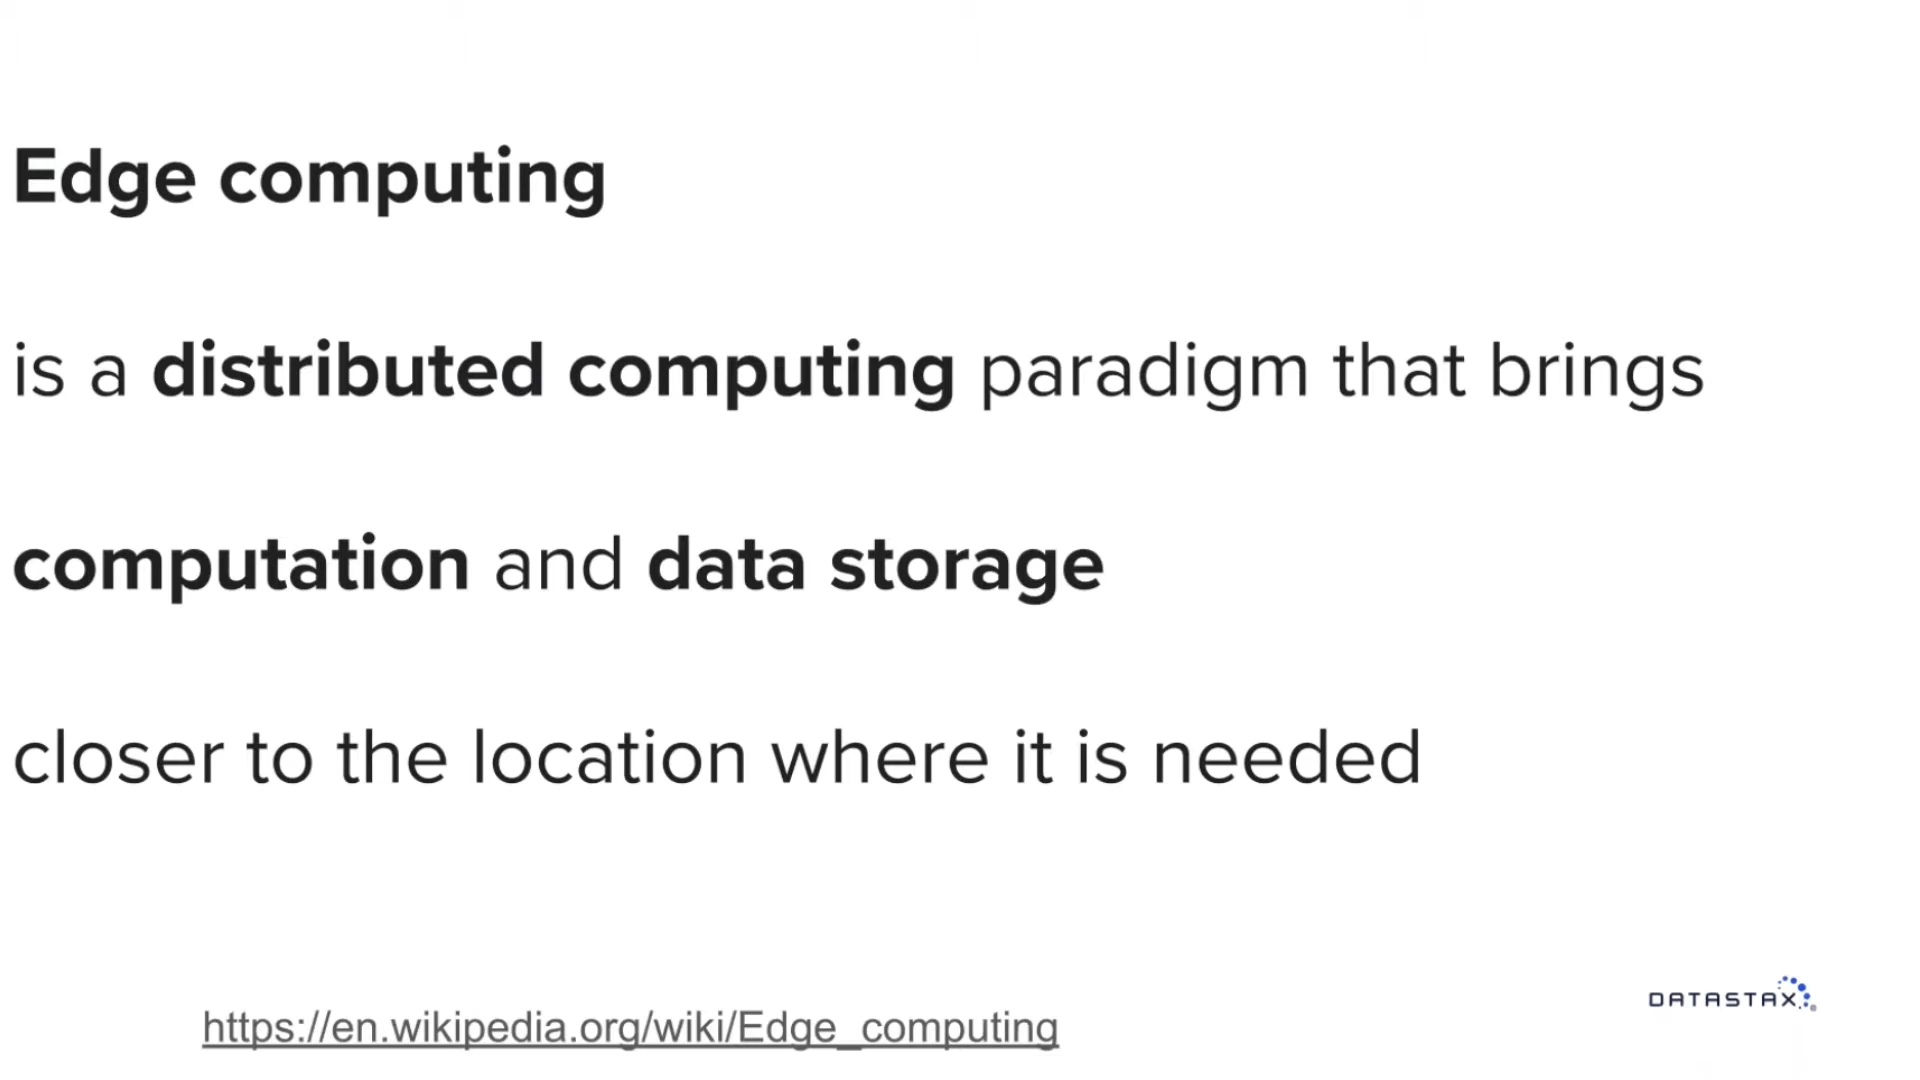 Edge computing
is a distributed computing paradigm that brings
computation and data storage
closer to the location where it is needed
https://en.wikipedia.org/wiki/Edge_computing
DATASTAX